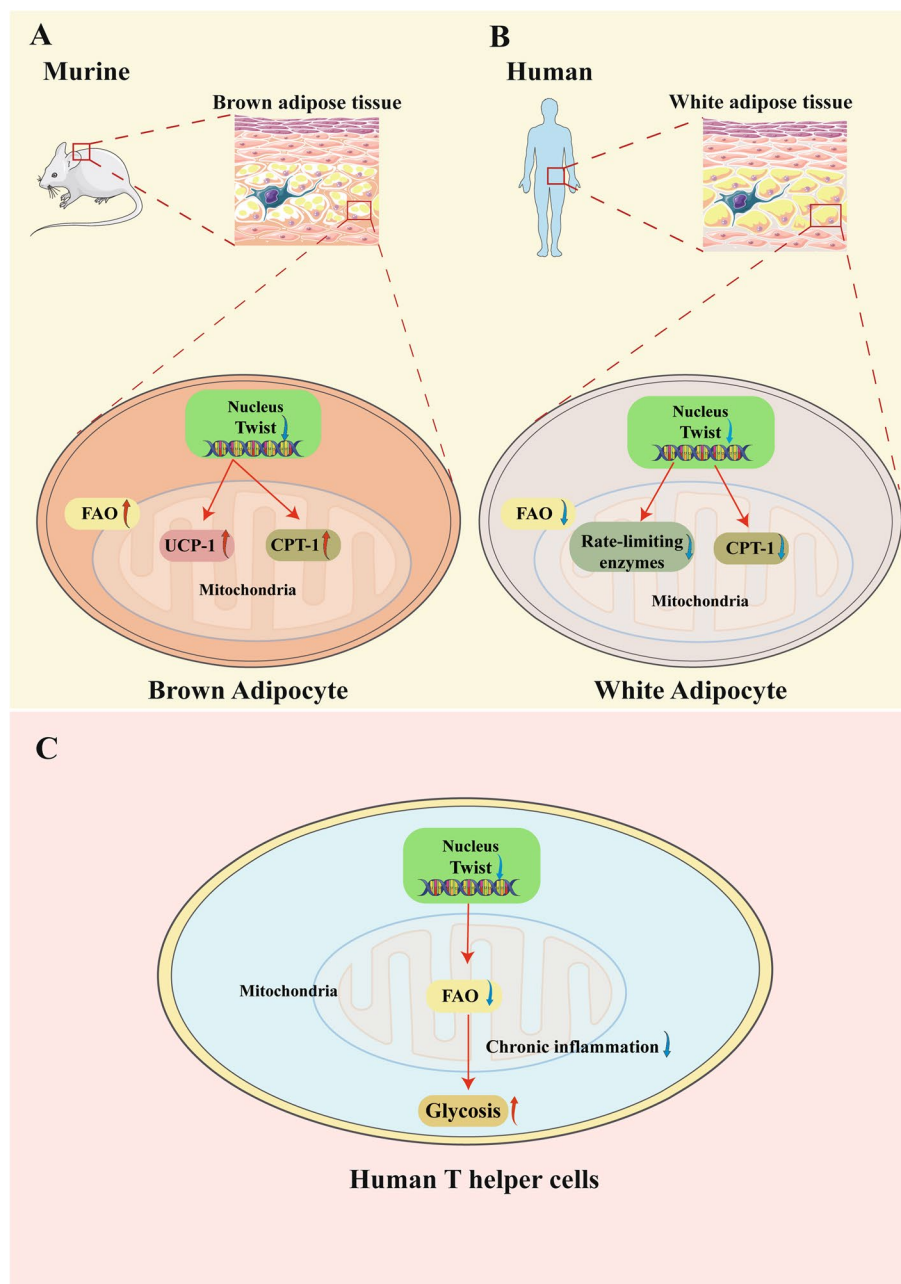 A
Murine
Brown adipose tissue
Nucleus
Twist
FAO
UCP-1
CPT-1
Mitochondria
Brown Adipocyte
B
Human
White adipose tissue
Nucleus
Twist
FAO
Rate-limiting
enzymes
CPT-1
Mitochondria
White Adipocyte
C
Nucleus
Twist
Mitochondria
FAO
Chronic inflammation
Glycosis
Human T helper cells